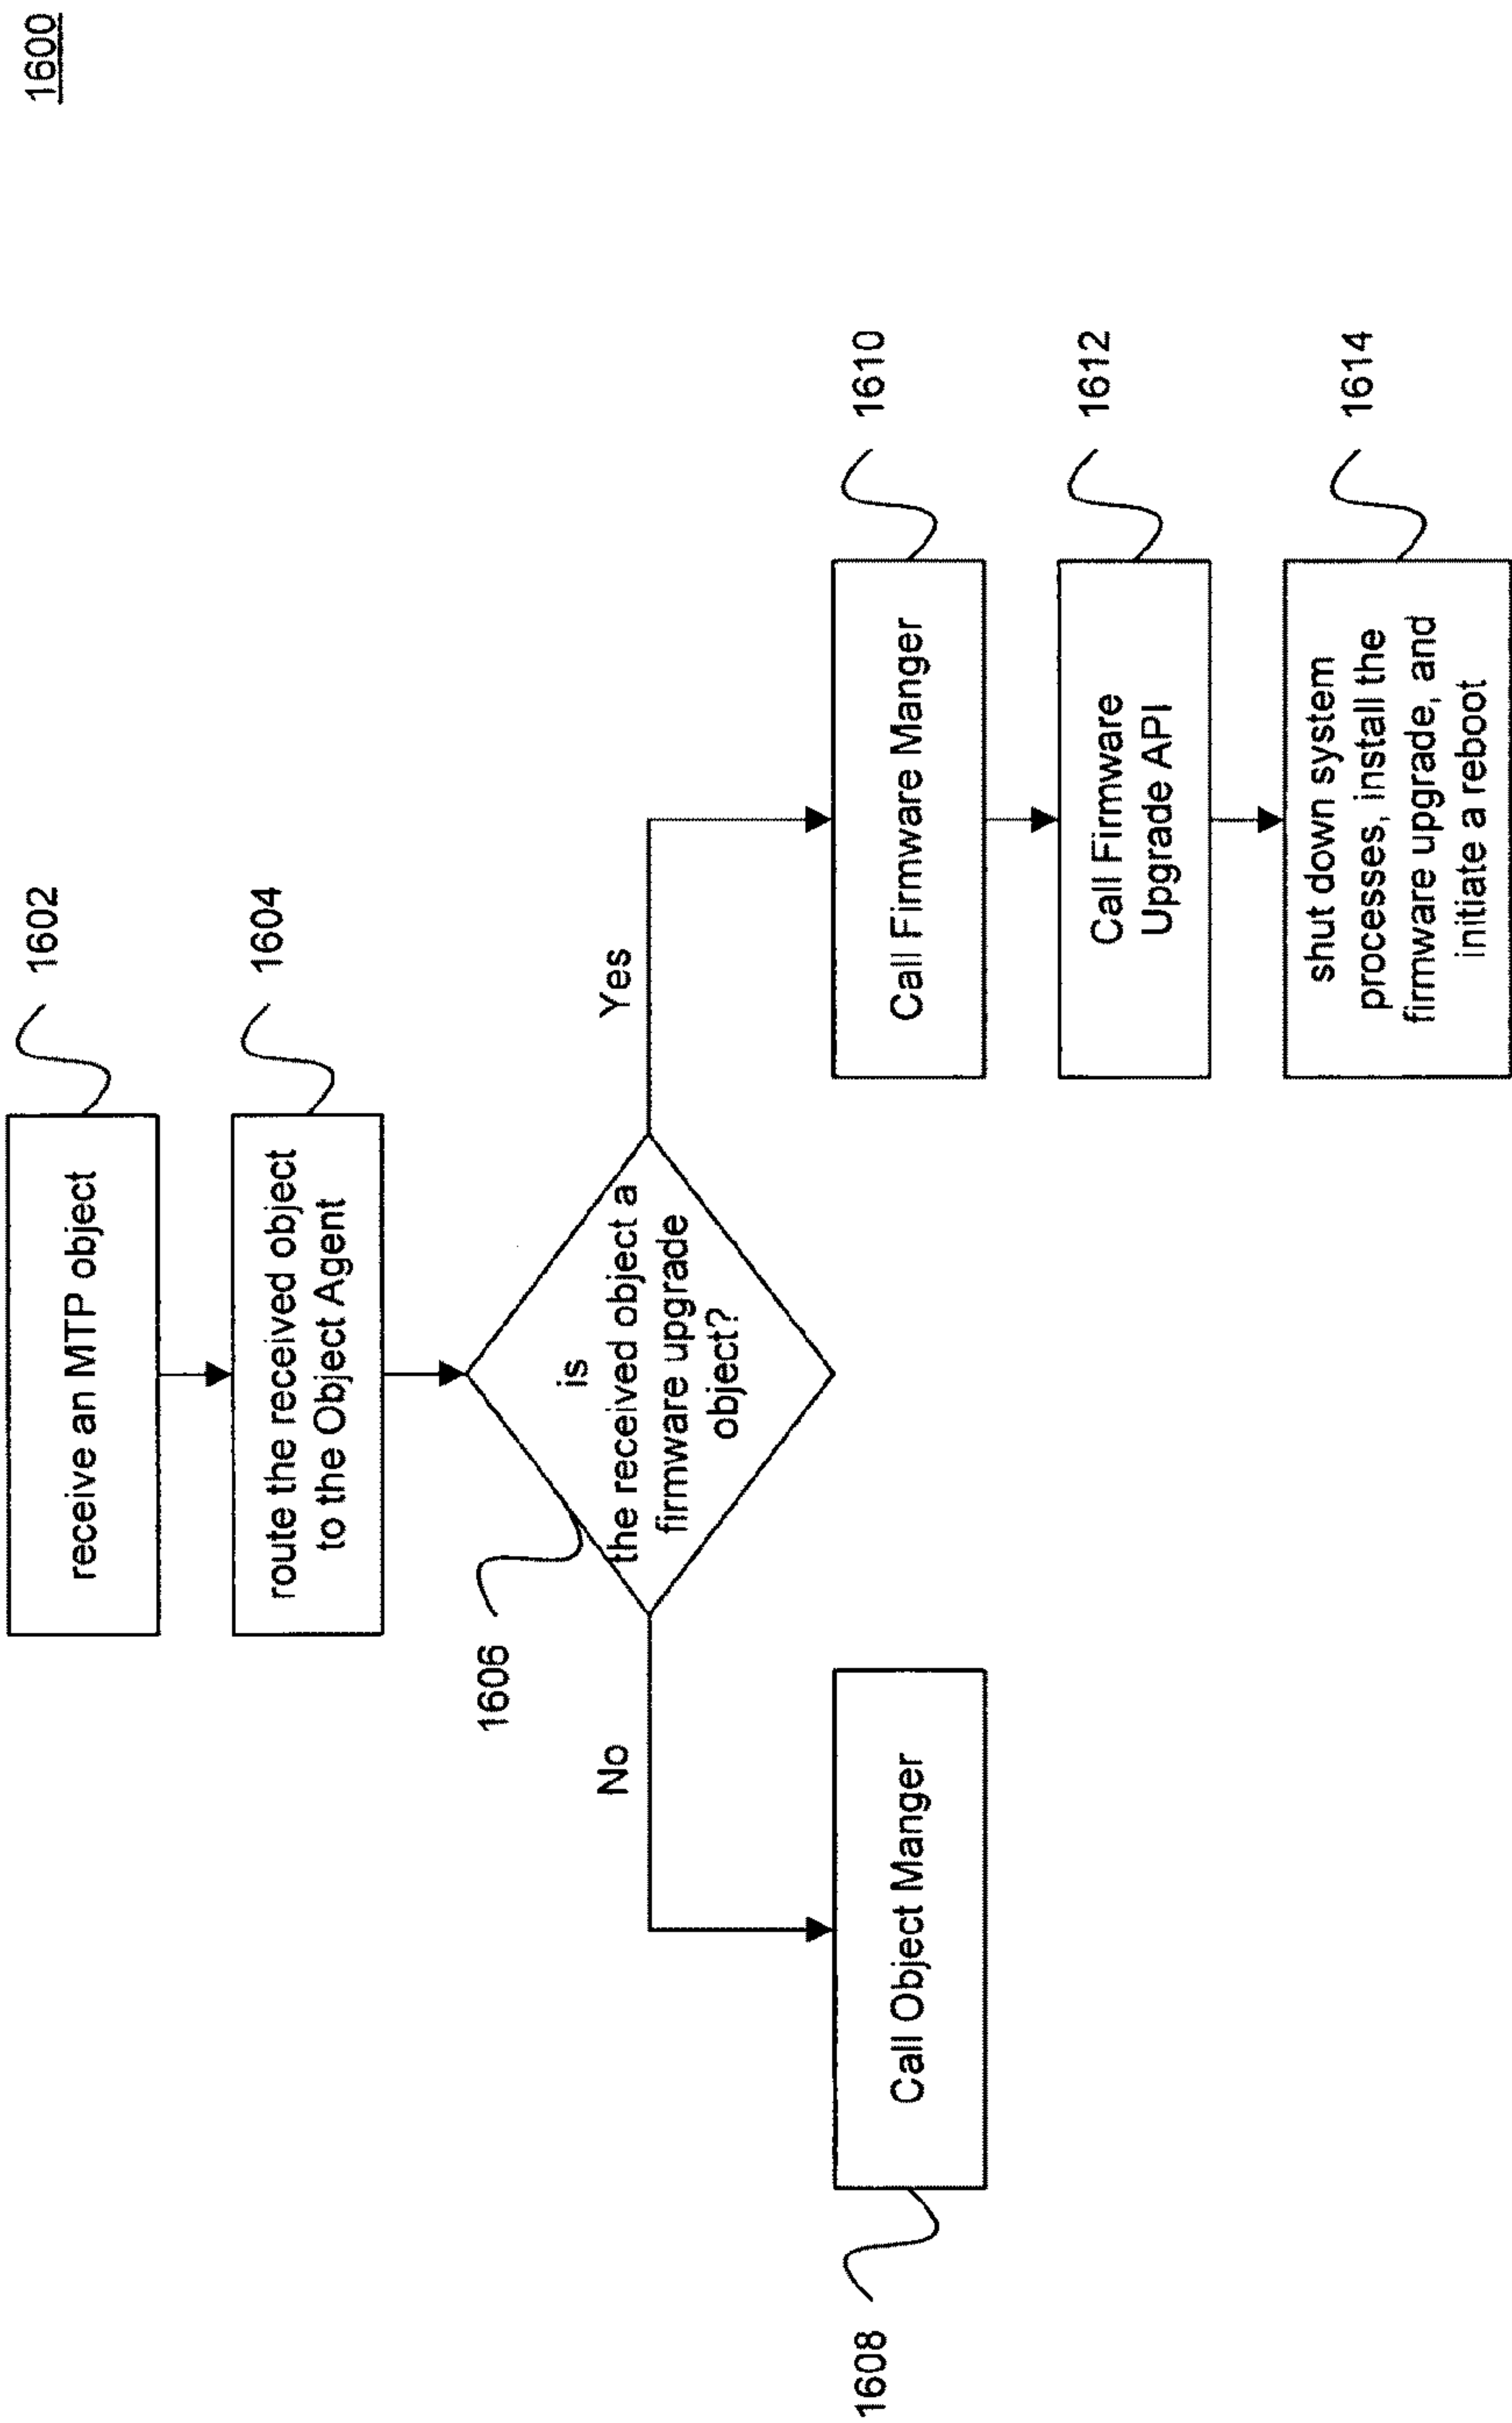 1600
receive an MTP object
1602
route the received object
to the Object Agent
1604
is
the received object a
firmware upgrade
object?
1606
No
Yes
Call Object Manger
1608
Call Firmware Manger
1610
Call Firmware
Upgrade API
1612
shut down system
processes, install the
firmware upgrade, and
initiate a reboot
1614